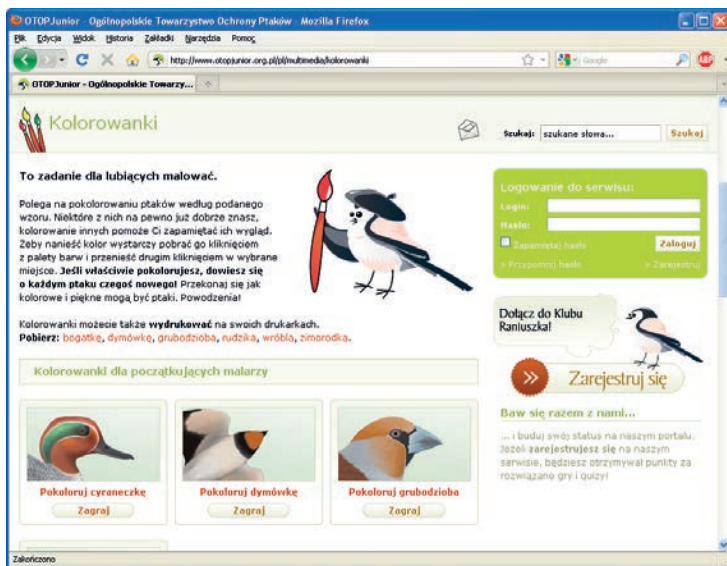 OTOPJunior - Ogólnopolskie Towarzystwo Ochrony Ptaków - Mozilla Firefox
Plik Edycja Widok Historia Zakładki Narzędzia Pomoc
http://www.otopjunior.org.pl/pl/multimedia/kolorowanki
Google
ABP
OTOPJunior - Ogólnopolskie Towarzy...
Kolorowanki
Szukaj: szukane słowa... Szukaj
To zadanie dla lubiących malować.
Polega na pokolorowaniu ptaków według podanego
wzoru. Niektóre z nich na pewno już dobrze znasz,
kolorowanie innych pomoże Ci zapamiętać ich wygląd.
Żeby nanieść kolor wystarczy pobrać go kliknięciem
z palety barw i przenieść drugim kliknięciem w wybrane
miejsce. Jeśli właściwie pokolorujesz, dowiesz się
o każdym ptaku czegoś nowego! Przekonaj się jak
kolorowe i piękne mogą być ptaki. Powodzenia!
Kolorowanki możecie także wydrukować na swoich drukarkach.
Pobierz: bogatkę, dymówkę, grubodzioba, rudzika, wróbla, zimorodka.
Logowanie do serwisu:
Login:
Hasło:
Zapamiętaj hasło Zaloguj
» Przypomnij hasło » Zarejestruj
Dołącz do Klubu
Raniuszka!
Zarejestruj się
Kolorowanki dla początkujących malarzy
Pokoloruj cyraneczkę Pokoloruj dymówkę Pokoloruj grubodzioba
Zagraj Zagraj Zagraj
Baw się razem z nami...
... i buduj swój status na naszym portalu.
Jeżeli zarejestrujesz się na naszym
serwisie, będziesz otrzymywał punkty za
rozwiązane gry i quizy!
Zakończono